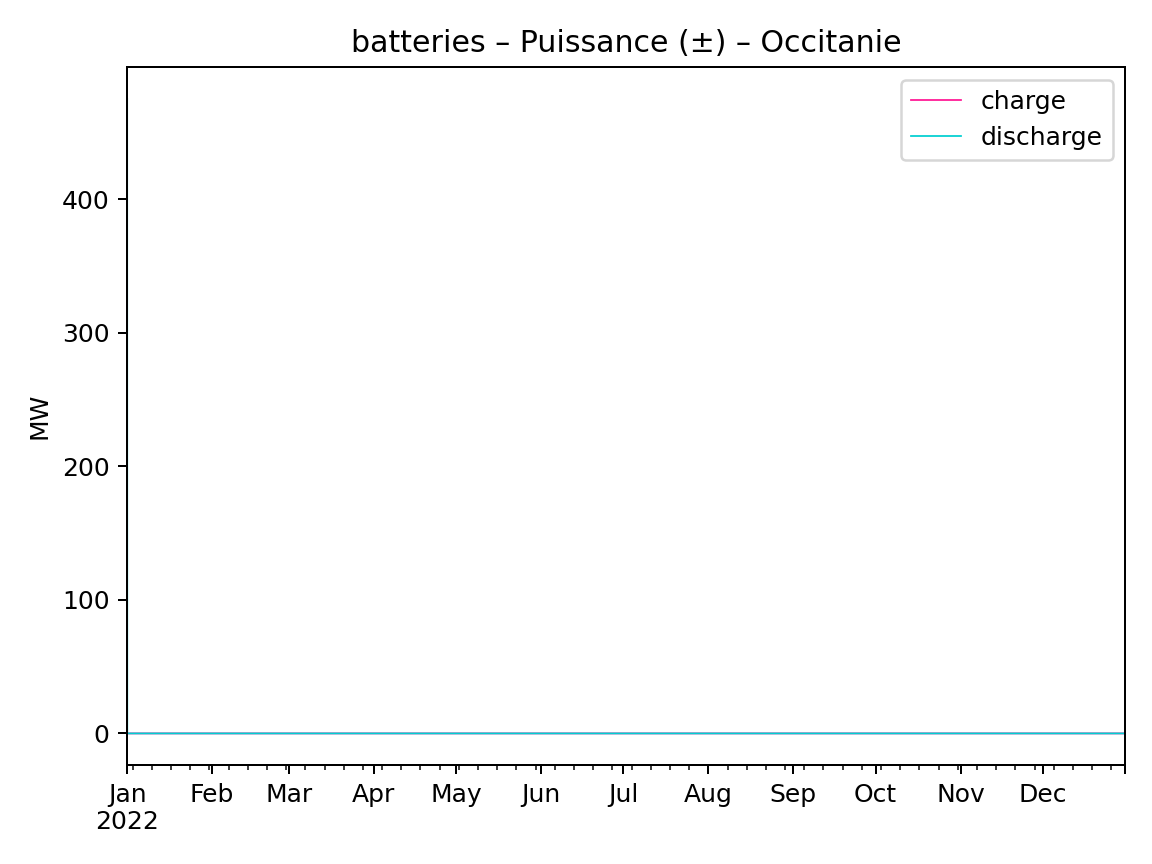 batteries – Puissance (±) – Occitanie
charge
discharge
400
300
200
100
0
MW
Jan Feb Mar Apr May Jun Jul Aug Sep Oct Nov Dec
2022